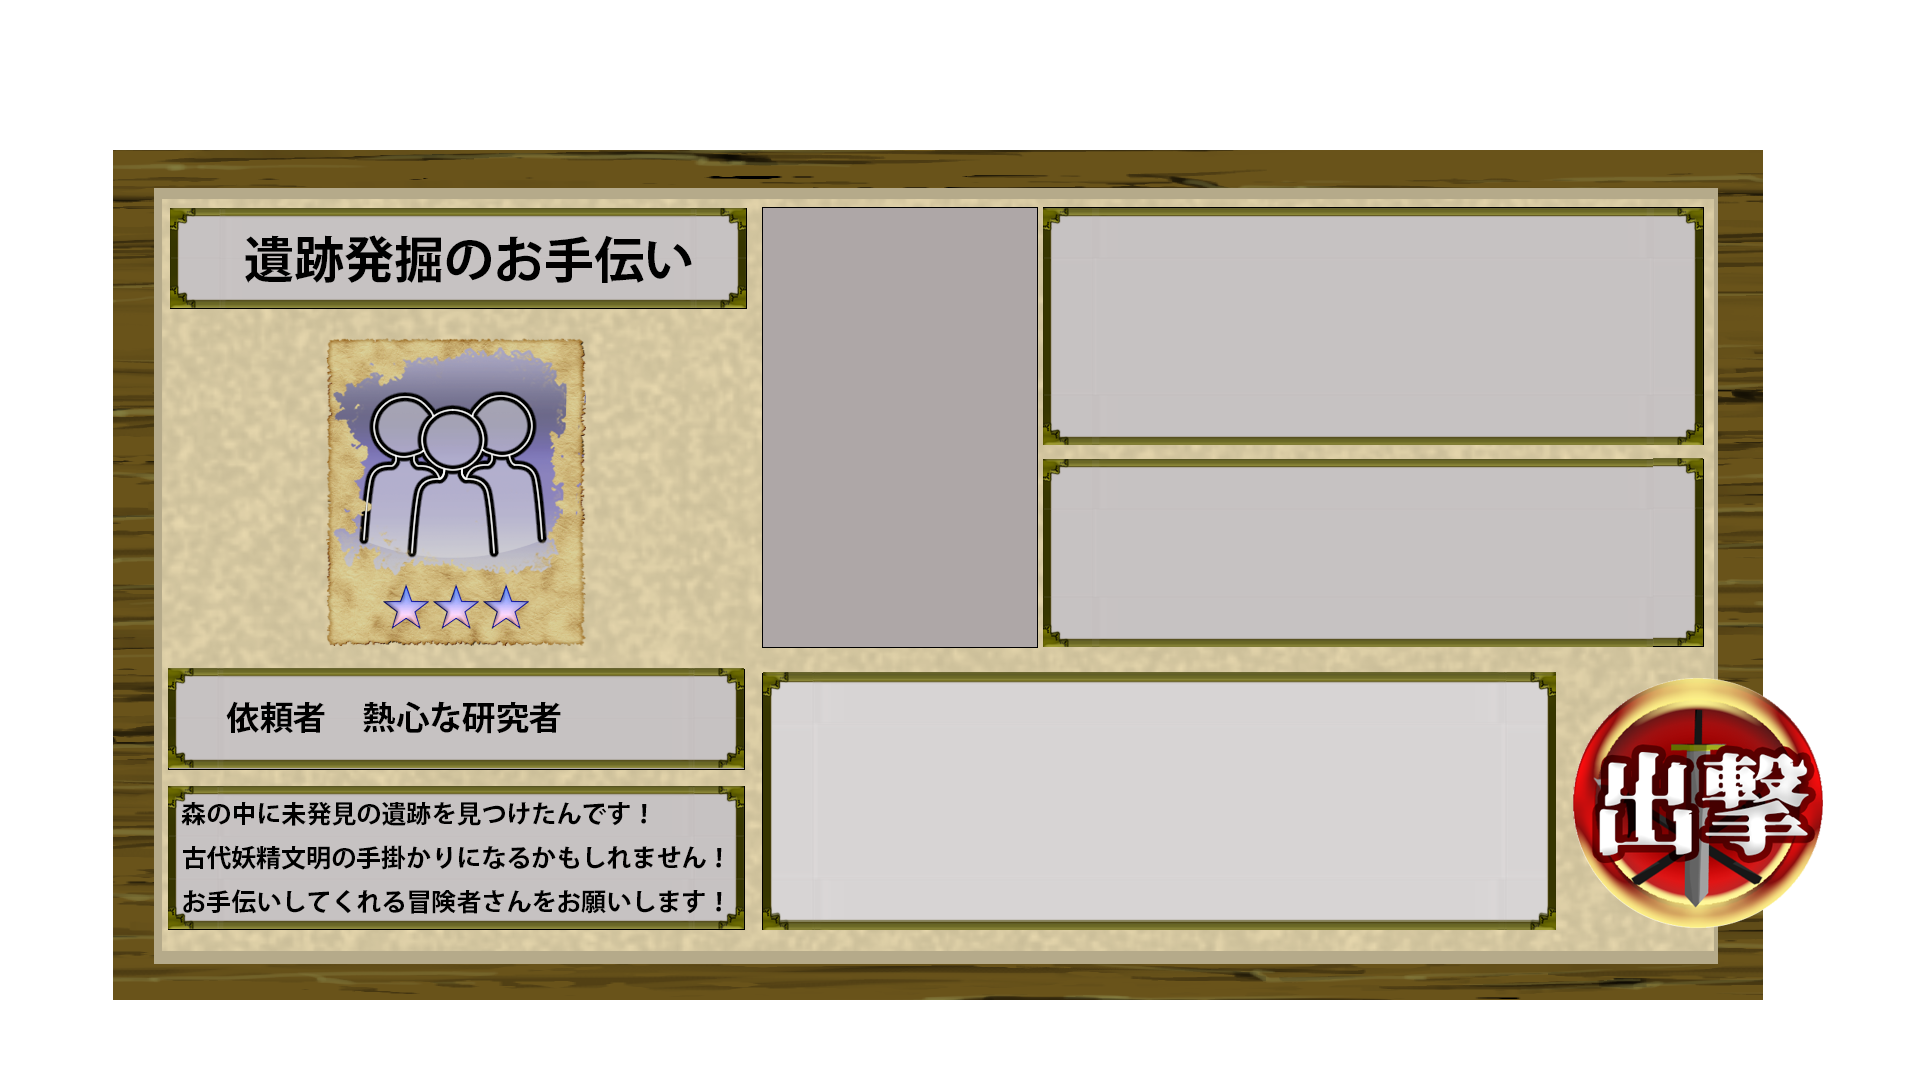 遺跡発掘のお手伝い
依頼者　熱心な研究者
森の中に未発見の遺跡を見つけたんです！
古代妖精文明の手掛かりになるかもしれません！
お手伝いしてくれる冒険者さんをお願いします！
出撃